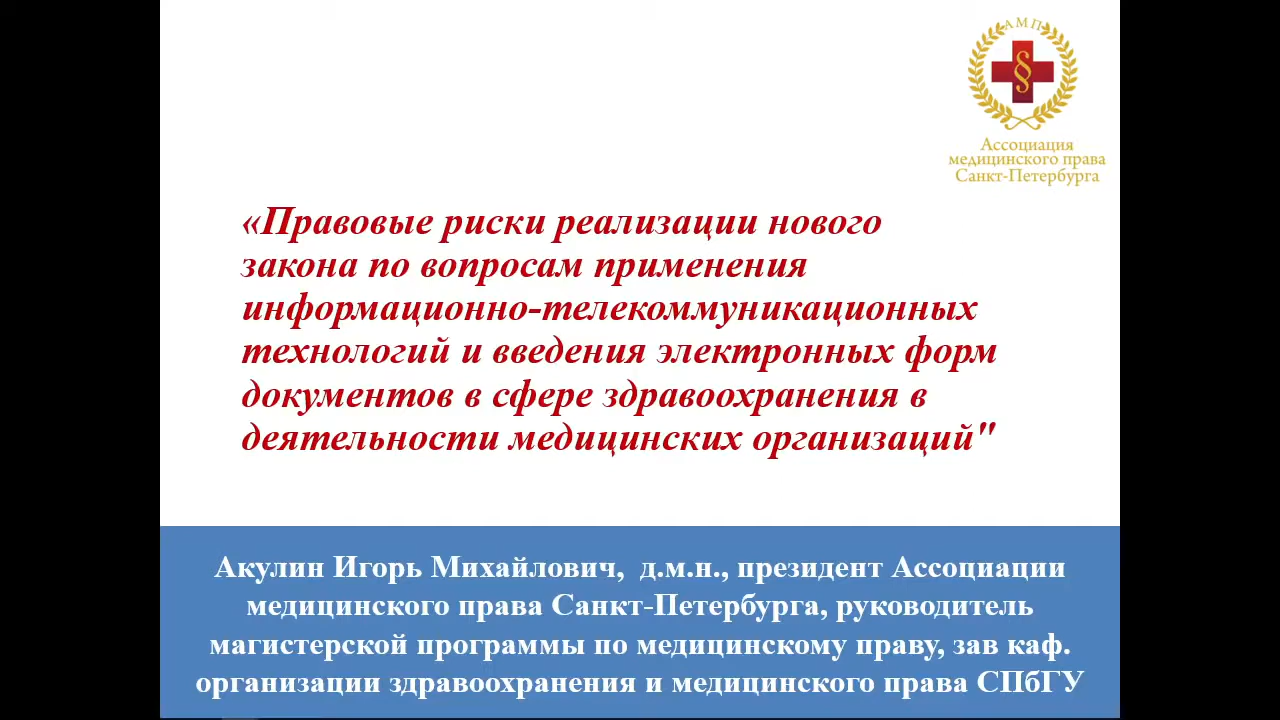 АМП
§
Ассоциация
медицинского права
Санкт-Петербурга
«Правовые риски реализации нового
закона по вопросам применения
информационно-телекоммуникационных
технологий и введения электронных форм
документов в сфере здравоохранения в
деятельности медицинских организаций"
Акулин Игорь Михайлович,  д.м.н., президент Ассоциации
медицинского права Санкт-Петербурга, руководитель
магистерской программы по медицинскому праву, зав каф.
организации здравоохранения и медицинского права СПбГУ